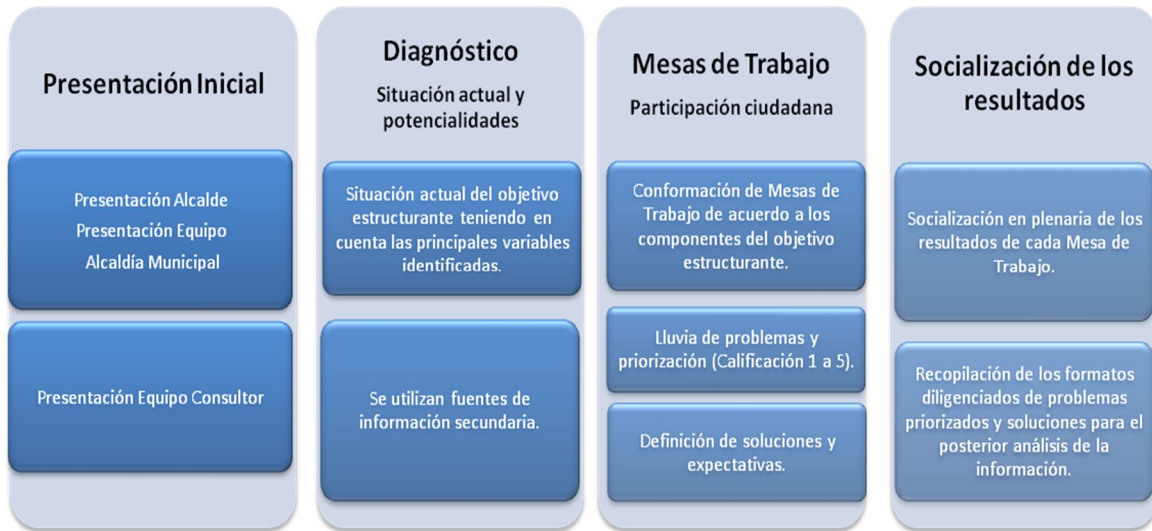 Presentación Inicial
Presentación Alcalde
Presentación Equipo
Alcaldía Municipal
Presentación Equipo Consultor
Diagnóstico
Situación actual y
potencialidades
Situación actual del objetivo
estructurante teniendo en
cuenta las principales variables
identificadas.
Se utilizan fuentes de
información secundaria.
Mesas de Trabajo
Participación ciudadana
Conformación de Mesas de
Trabajo de acuerdo a los
componentes del objetivo
estructurante.
Lluvia de problemas y
priorización (Calificación 1 a 5).
Definición de soluciones y
expectativas.
Socialización de los
resultados
Socialización en plenaria de los
resultados de cada Mesa de
Trabajo.
Recopilación de los formatos
diligenciados de problemas
priorizados y soluciones para el
posterior análisis de la
información.